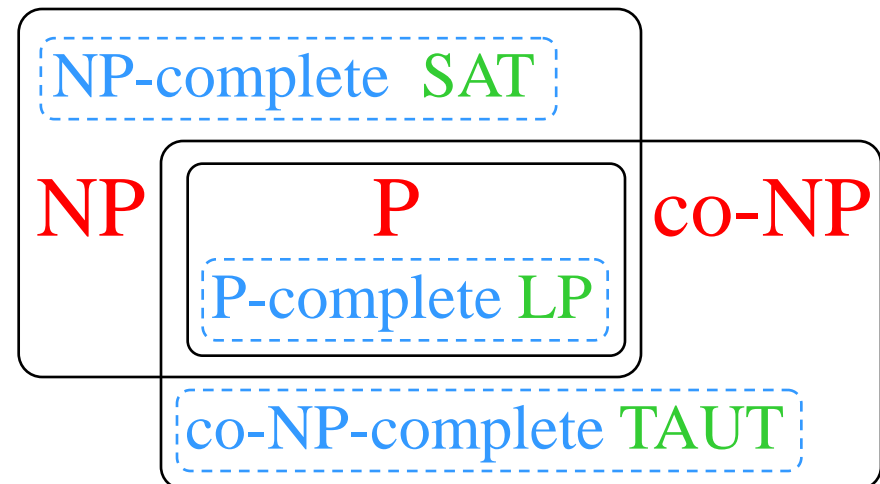 NP-complete SAT
NP P co-NP
P-complete LP
co-NP-complete TAUT